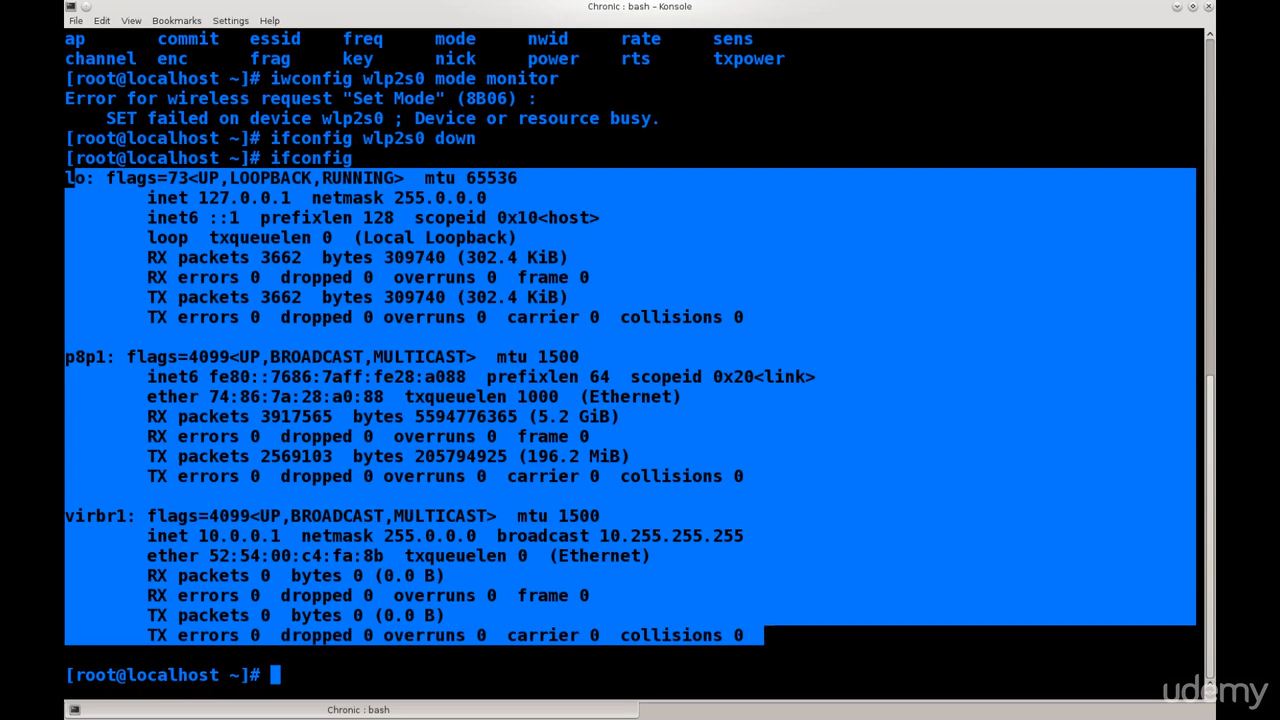 Chronic : bash – Konsole
File Edit View Bookmarks Settings Help
ap commit essid freq mode nwid rate sens
channel enc frag key nick power rts txpower
[root@localhost ~]# iwconfig wlp2s0 mode monitor
Error for wireless request "Set Mode" (8B06) :
    SET failed on device wlp2s0 ; Device or resource busy.
[root@localhost ~]# ifconfig wlp2s0 down
[root@localhost ~]# ifconfig
lo: flags=73<UP,LOOPBACK,RUNNING>  mtu 65536
        inet 127.0.0.1  netmask 255.0.0.0
        inet6 ::1  prefixlen 128  scopeid 0x10<host>
        loop  txqueuelen 0  (Local Loopback)
        RX packets 3662  bytes 309740 (302.4 KiB)
        RX errors 0  dropped 0  overruns 0  frame 0
        TX packets 3662  bytes 309740 (302.4 KiB)
        TX errors 0  dropped 0 overruns 0  carrier 0  collisions 0
p8p1: flags=4099<UP,BROADCAST,MULTICAST>  mtu 1500
        inet6 fe80::7686:7aff:fe28:a088  prefixlen 64  scopeid 0x20<link>
        ether 74:86:7a:28:a0:88  txqueuelen 1000  (Ethernet)
        RX packets 3917565  bytes 5594776365 (5.2 GiB)
        RX errors 0  dropped 0  overruns 0  frame 0
        TX packets 2569103  bytes 205794925 (196.2 MiB)
        TX errors 0  dropped 0 overruns 0  carrier 0  collisions 0
virbr1: flags=4099<UP,BROADCAST,MULTICAST>  mtu 1500
        inet 10.0.0.1  netmask 255.0.0.0  broadcast 10.255.255.255
        ether 52:54:00:c4:fa:8b  txqueuelen 0  (Ethernet)
        RX packets 0  bytes 0 (0.0 B)
        RX errors 0  dropped 0  overruns 0  frame 0
        TX packets 0  bytes 0 (0.0 B)
        TX errors 0  dropped 0 overruns 0  carrier 0  collisions 0
[root@localhost ~]#
udemy
Chronic : bash